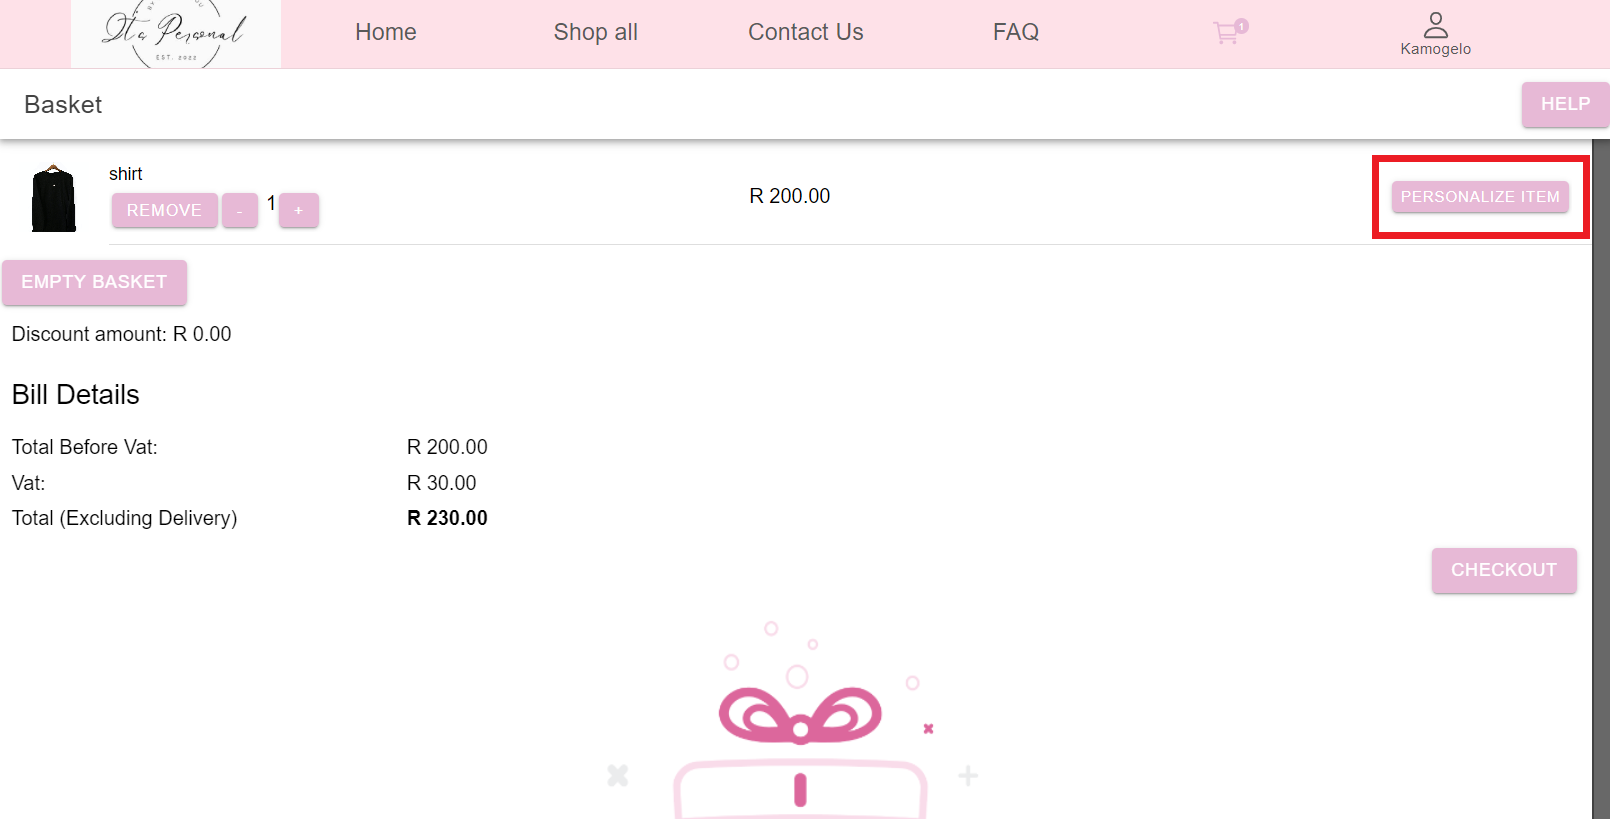 It's Personal
EST. 2022
Home
Shop all
Contact Us
FAQ
1
Kamogelo
Basket
HELP
shirt
REMOVE - 1 +
R 200.00
PERSONALIZE ITEM
EMPTY BASKET
Discount amount: R 0.00
Bill Details
Total Before Vat: R 200.00
Vat: R 30.00
Total (Excluding Delivery) R 230.00
CHECKOUT